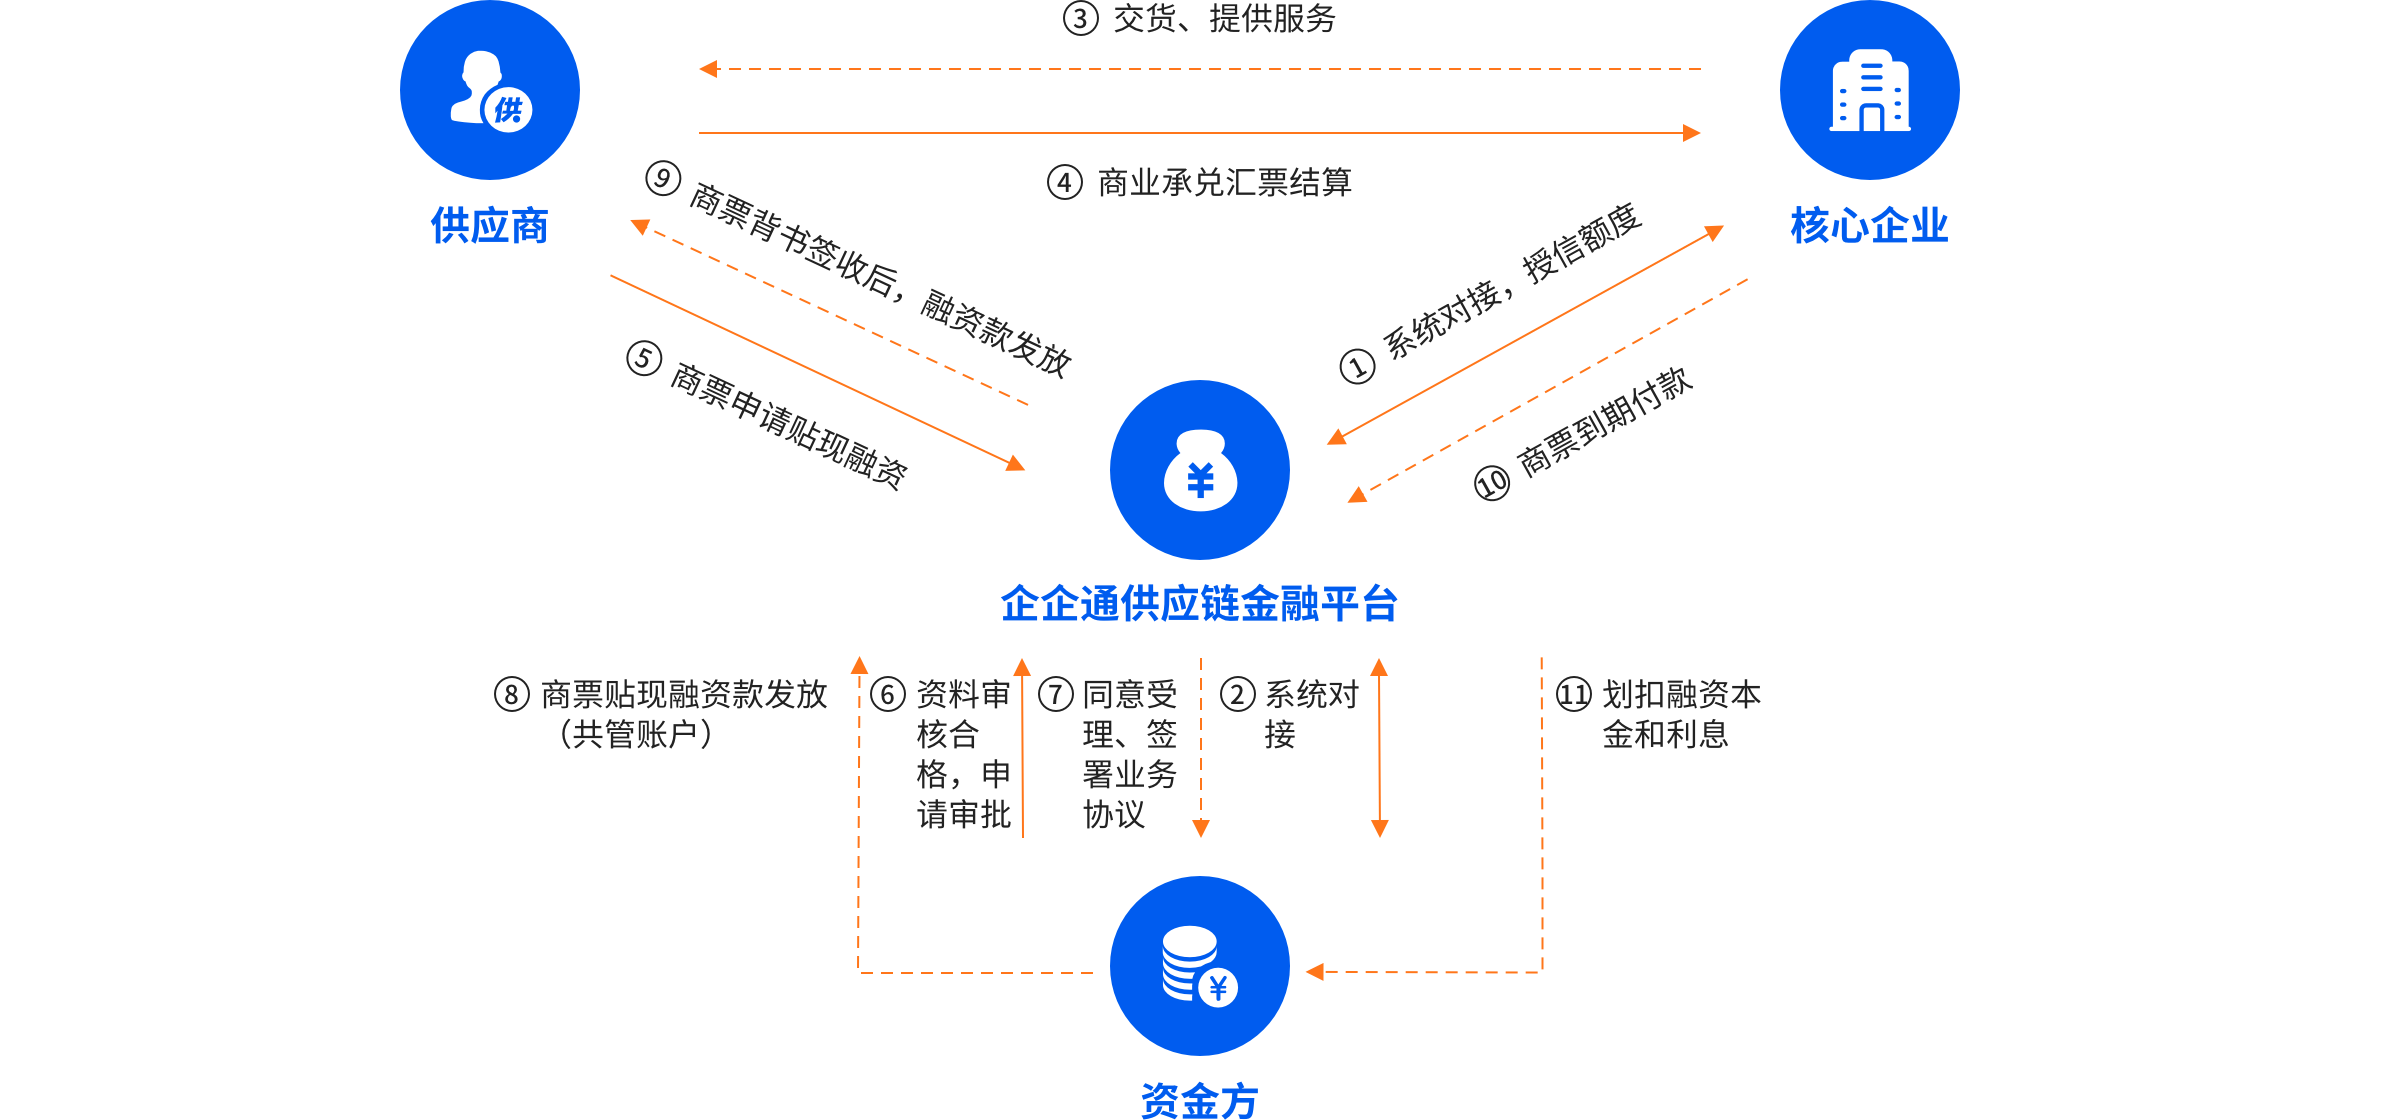 ③ 交货、提供服务
供
④ 商业承兑汇票结算
供应商
核心企业
⑨ 商票背书签收后，融资款发放
⑤ 商票申请贴现融资
① 系统对接，授信额度
⑩ 商票到期付款
¥
企企通供应链金融平台
⑧ 商票贴现融资款发放
（共管账户）
⑥ 资料审
核合
格，申
请审批
⑦ 同意受
理、签
署业务
协议
② 系统对
接
⑪ 划扣融资本
金和利息
¥
资金方